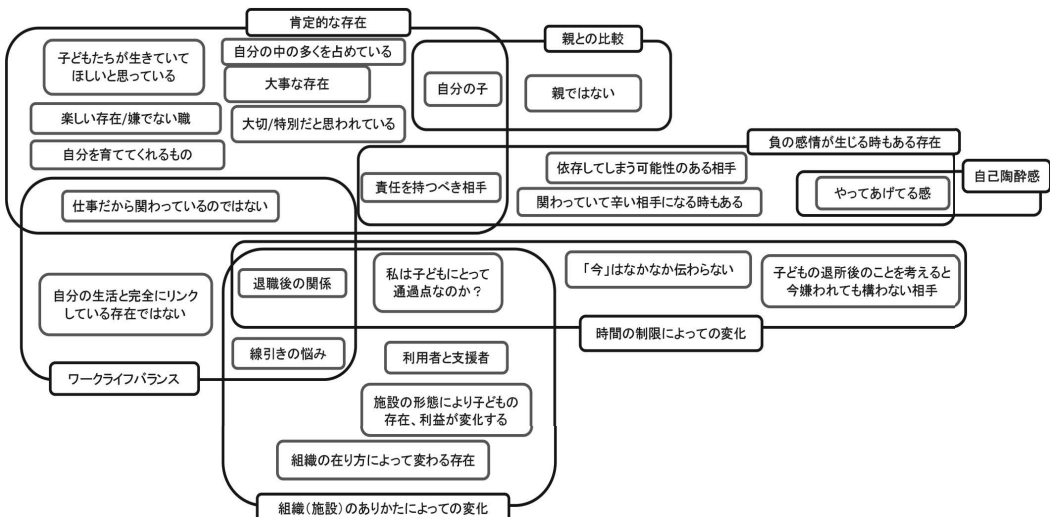 肯定的な存在
親との比較
子どもたちが生きていて
ほしいと思っている
自分の中の多くを占めている
大事な存在
自分の子
親ではない
楽しい存在/嫌でない職
大切/特別だと思われている
自分を育ててくれるもの
負の感情が生じる時もある存在
依存してしまう可能性のある相手
自己陶酔感
責任を持つべき相手
やってあげてる感
関わっていて辛い相手になる時もある
仕事だから関わっているのではない
退職後の関係
私は子どもにとって
通過点なのか？
「今」はなかなか伝わらない
子どもの退所後のことを考えると
今嫌われても構わない相手
自分の生活と完全にリンク
している存在ではない
時間の制限によっての変化
線引きの悩み
利用者と支援者
ワークライフバランス
施設の形態により子どもの
存在、利益が変化する
組織の在り方によって変わる存在
組織（施設）のありかたによっての変化